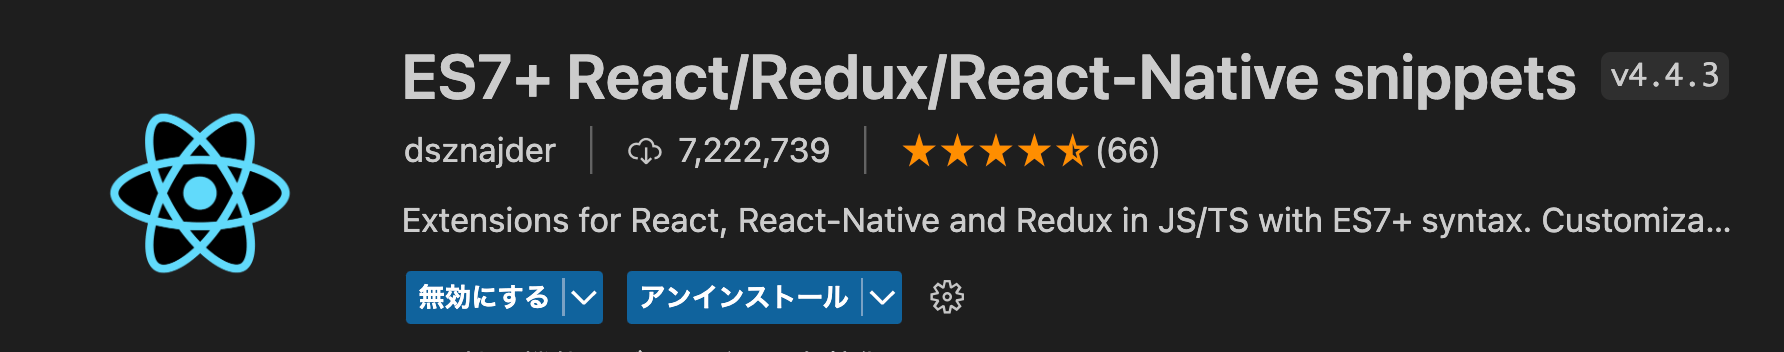 ES7+ React/Redux/React-Native snippets v4.4.3
dsznajder 7,222,739 (66)
Extensions for React, React-Native and Redux in JS/TS with ES7+ syntax. Customiza...
無効にする アンインストール